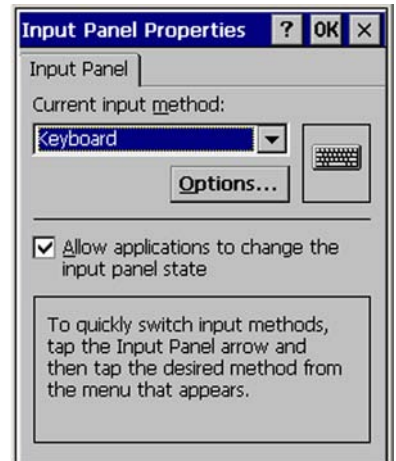 Input Panel Properties ? OK ×
Input Panel
Current input method:
Keyboard
Options...
Allow applications to change the
input panel state
To quickly switch input methods,
tap the Input Panel arrow and
then tap the desired method from
the menu that appears.